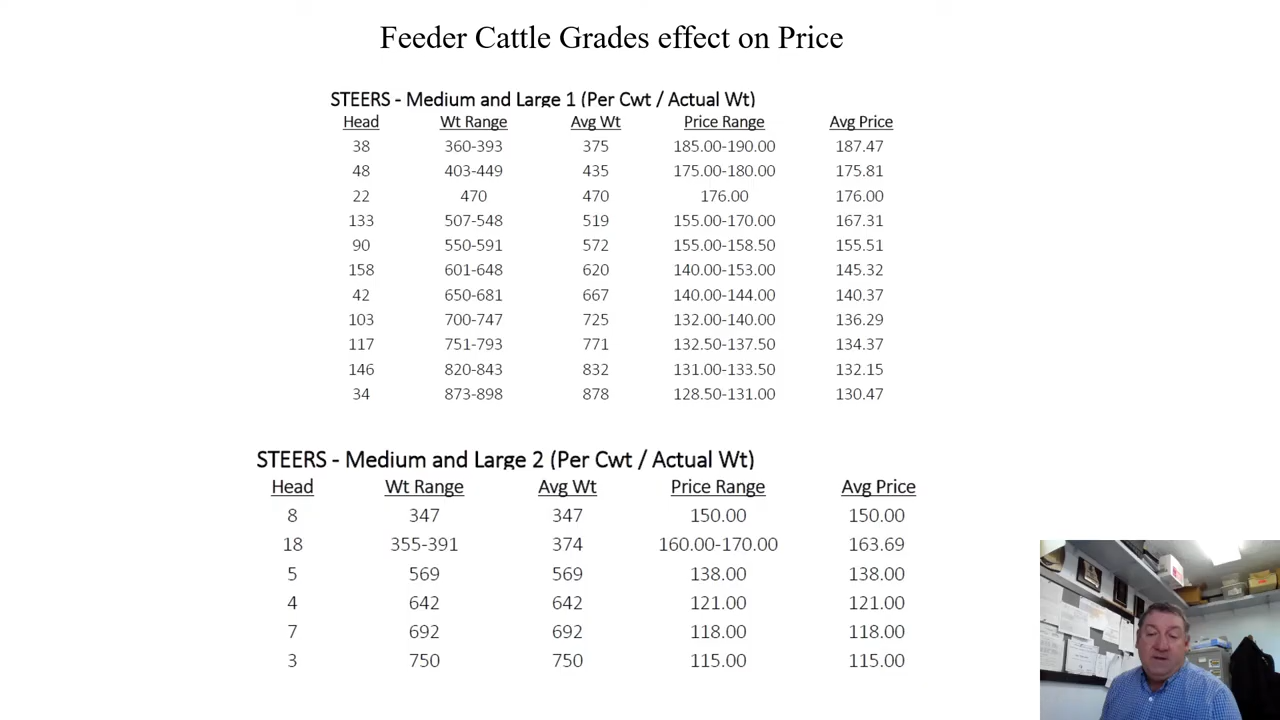 Feeder Cattle Grades effect on Price
STEERS - Medium and Large 1 (Per Cwt / Actual Wt)
Head Wt Range Avg Wt Price Range Avg Price
38 360-393 375 185.00-190.00 187.47
48 403-449 435 175.00-180.00 175.81
22 470 470 176.00 176.00
133 507-548 519 155.00-170.00 167.31
90 550-591 572 155.00-158.50 155.51
158 601-648 620 140.00-153.00 145.32
42 650-681 667 140.00-144.00 140.37
103 700-747 725 132.00-140.00 136.29
117 751-793 771 132.50-137.50 134.37
146 820-843 832 131.00-133.50 132.15
34 873-898 878 128.50-131.00 130.47
STEERS - Medium and Large 2 (Per Cwt / Actual Wt)
Head Wt Range Avg Wt Price Range Avg Price
8 347 347 150.00 150.00
18 355-391 374 160.00-170.00 163.69
5 569 569 138.00 138.00
4 642 642 121.00 121.00
7 692 692 118.00 118.00
3 750 750 115.00 115.00